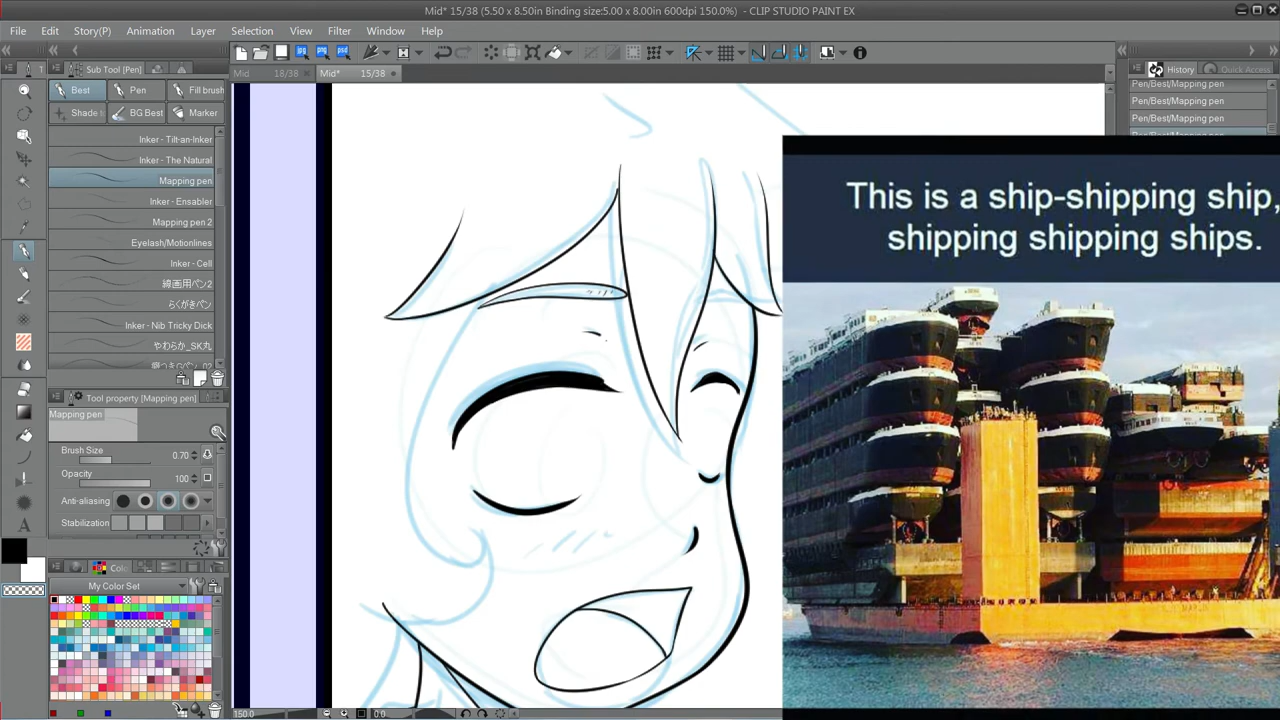 Mid* 15/38 (5.50 x 8.50in Binding size:5.00 x 8.00in 600dpi 150.0%) - CLIP STUDIO PAINT EX
File Edit Story(P) Animation Layer Selection View Filter Window Help
Sub Tool [Pen]
Mid 18/38 Mid* 15/38
History Quick Access
Best Pen Fill brush
Shade BG Best Marker
Inker - Tilt-an-Inker
Inker - The Natural
Mapping pen
Inker - Ensabler
Mapping pen 2
Eyelash/Motionlines
Inker - Cell
線画用ペン2
らくがきペン
Inker - Nib Tricky Dick
やわらか_SK丸
Pen/Best/Mapping pen
Pen/Best/Mapping pen
Pen/Best/Mapping pen
This is a ship-shipping ship,
shipping shipping ships.
Tool property [Mapping pen]
Mapping pen
Brush Size 0.70
Opacity 100
Anti-aliasing
Stabilization
My Color Set
150.0 0.0